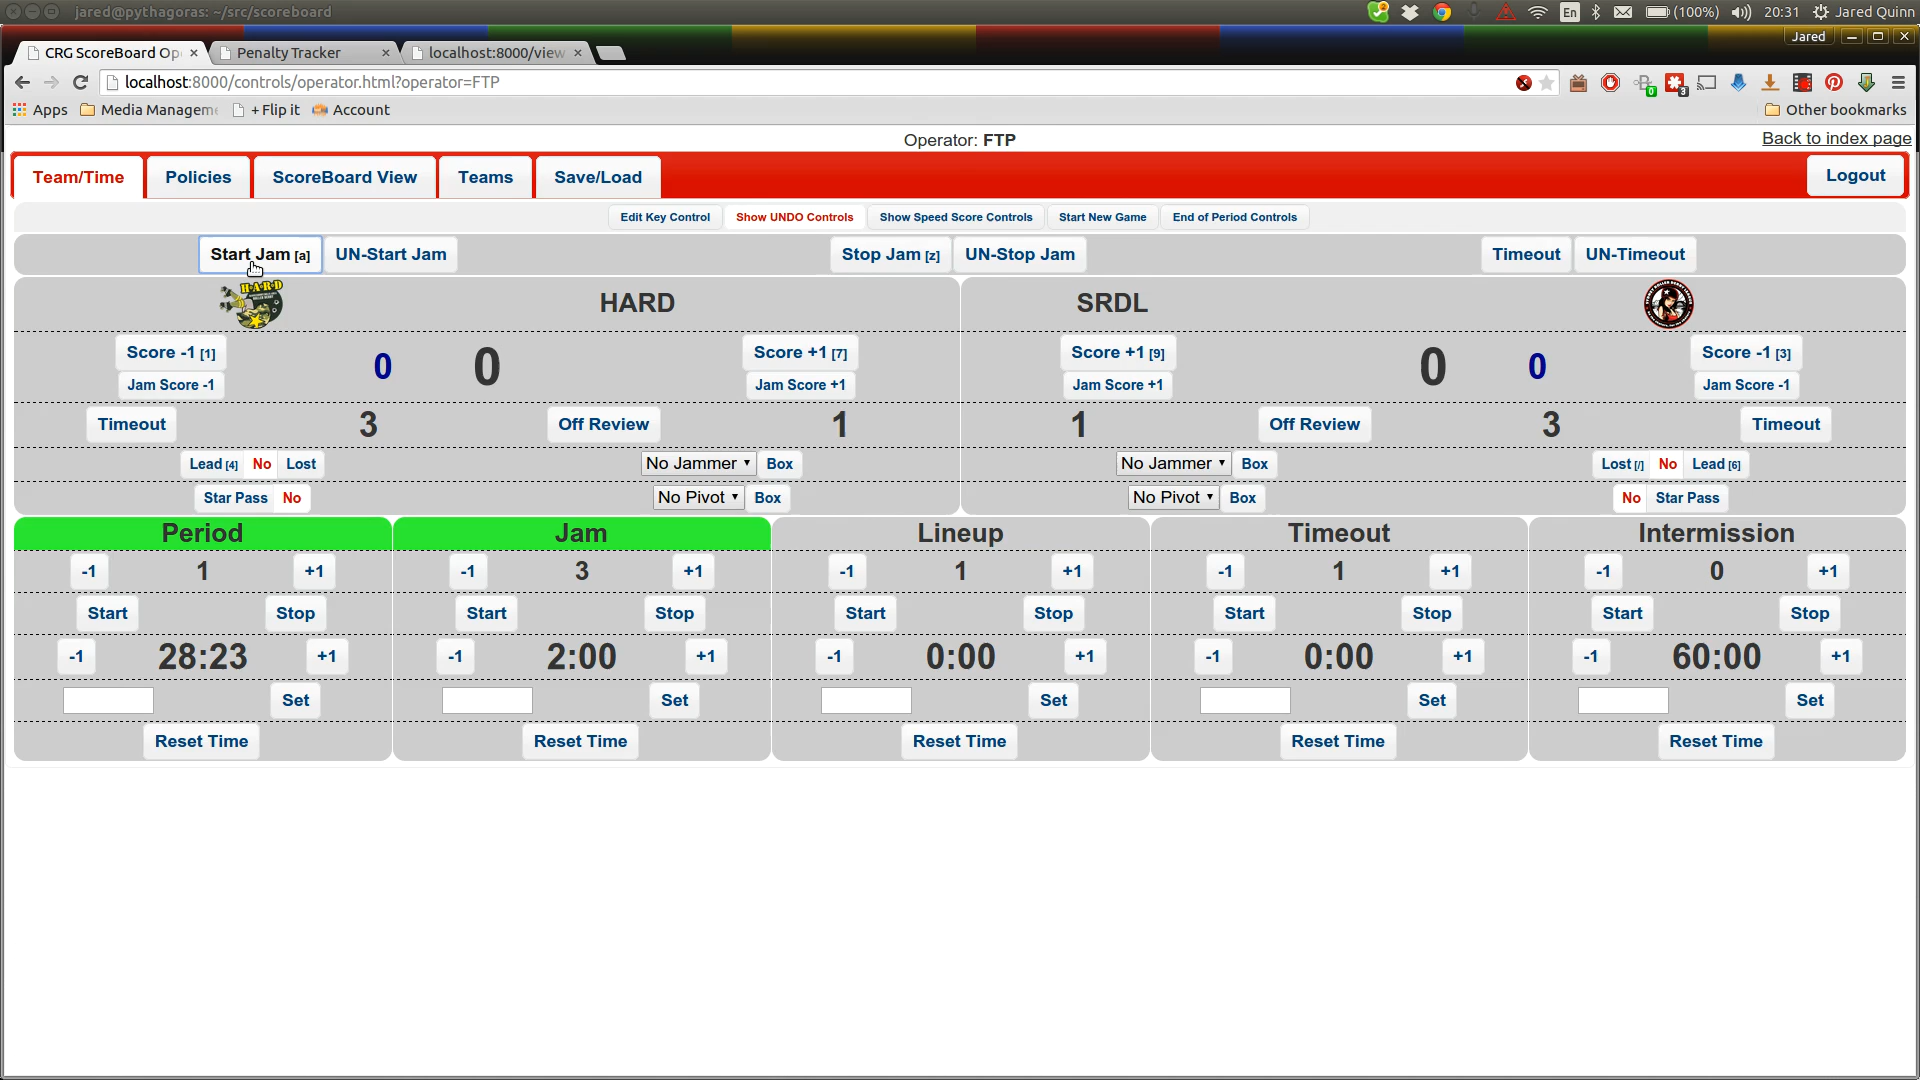 jared@pythagoras: ~/src/scoreboard
En (100%) 20:31 Jared Quinn
CRG ScoreBoard Op Penalty Tracker localhost:8000/view Jared
localhost:8000/controls/operator.html?operator=FTP 0 3
Apps Media Managem + Flip it Account Other bookmarks
Operator: FTP Back to index page
Team/Time Policies ScoreBoard View Teams Save/Load Logout
Edit Key Control Show UNDO Controls Show Speed Score Controls Start New Game End of Period Controls
Start Jam [a] UN-Start Jam Stop Jam [z] UN-Stop Jam Timeout UN-Timeout
H·A·R·D HARD SRDL
Score -1 [1] 0 0 Score +1 [7] Score +1 [9] 0 0 Score -1 [3]
Jam Score -1 Jam Score +1 Jam Score +1 Jam Score -1
Timeout 3 Off Review 1 1 Off Review 3 Timeout
Lead [4] No Lost No Jammer Box No Jammer Box Lost [/] No Lead [6]
Star Pass No No Pivot Box No Pivot Box No Star Pass
Period Jam Lineup Timeout Intermission
-1 1 +1 -1 3 +1 -1 1 +1 -1 1 +1 -1 0 +1
Start Stop Start Stop Start Stop Start Stop Start Stop
-1 28:23 +1 -1 2:00 +1 -1 0:00 +1 -1 0:00 +1 -1 60:00 +1
Set Set Set Set Set
Reset Time Reset Time Reset Time Reset Time Reset Time